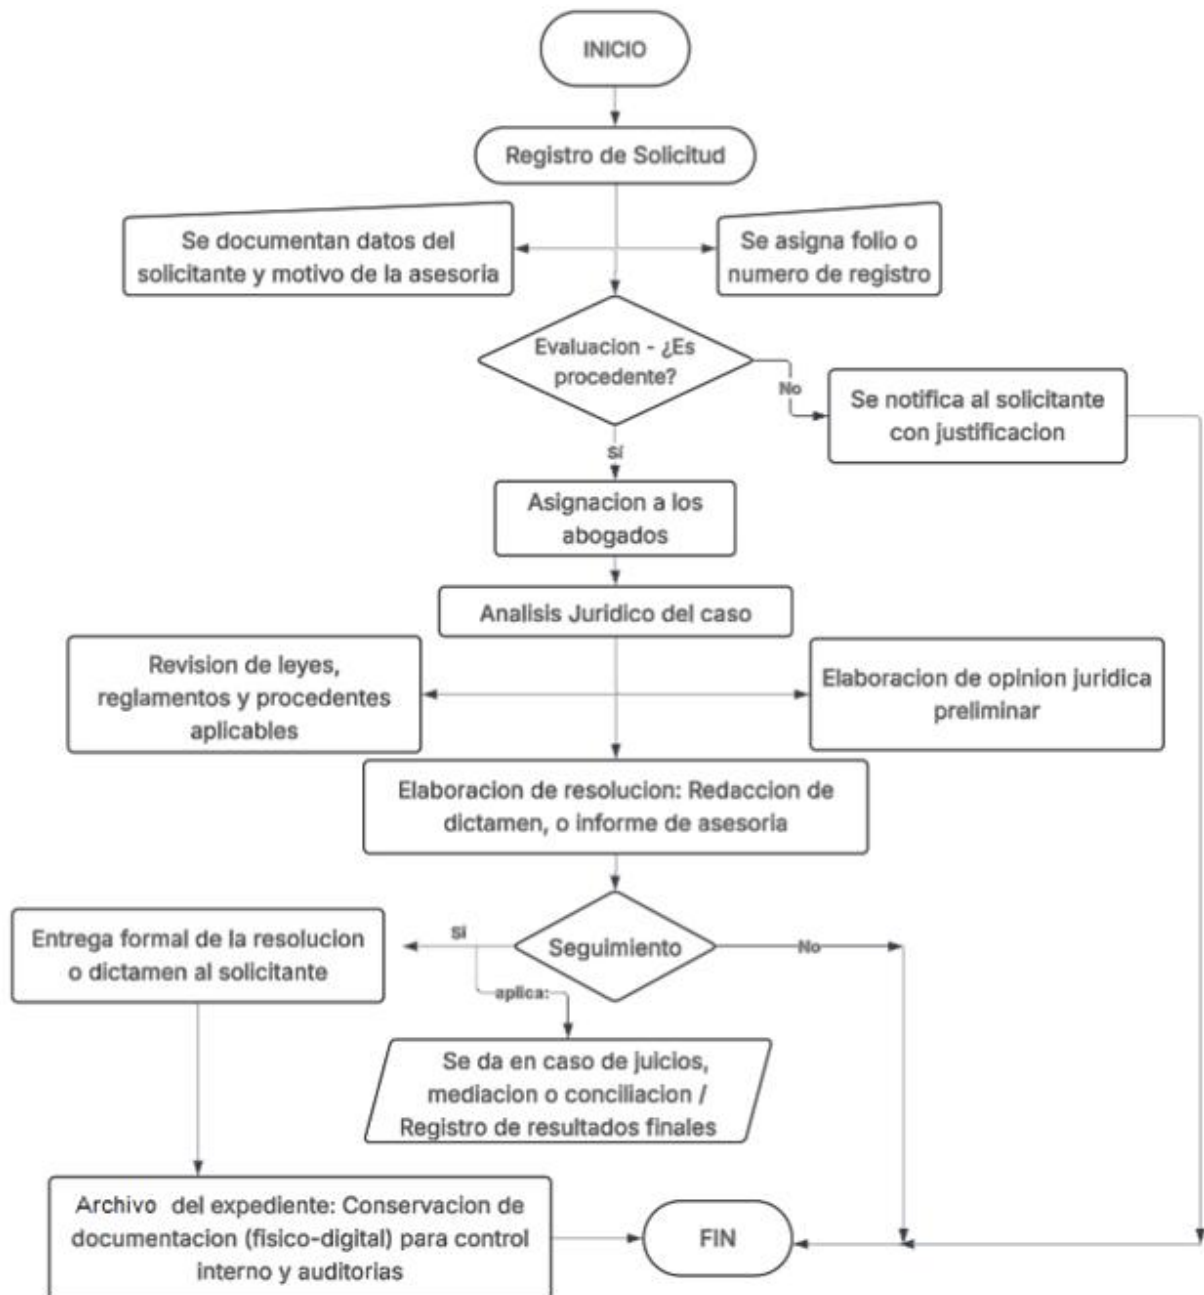 INICIO
Registro de Solicitud
Se documentan datos del
solicitante y motivo de la asesoria
Se asigna folio o
numero de registro
Evaluacion - ¿Es
procedente?
No
Se notifica al solicitante
con justificacion
Sí
Asignacion a los
abogados
Analisis Juridico del caso
Revision de leyes,
reglamentos y procedentes
aplicables
Elaboracion de opinion juridica
preliminar
Elaboracion de resolucion: Redaccion de
dictamen, o informe de asesoria
Entrega formal de la resolucion
o dictamen al solicitante
Sí
Seguimiento
No
aplica:
Se da en caso de juicios,
mediacion o conciliacion /
Registro de resultados finales
Archivo del expediente: Conservacion de
documentacion (fisico-digital) para control
interno y auditorias
FIN